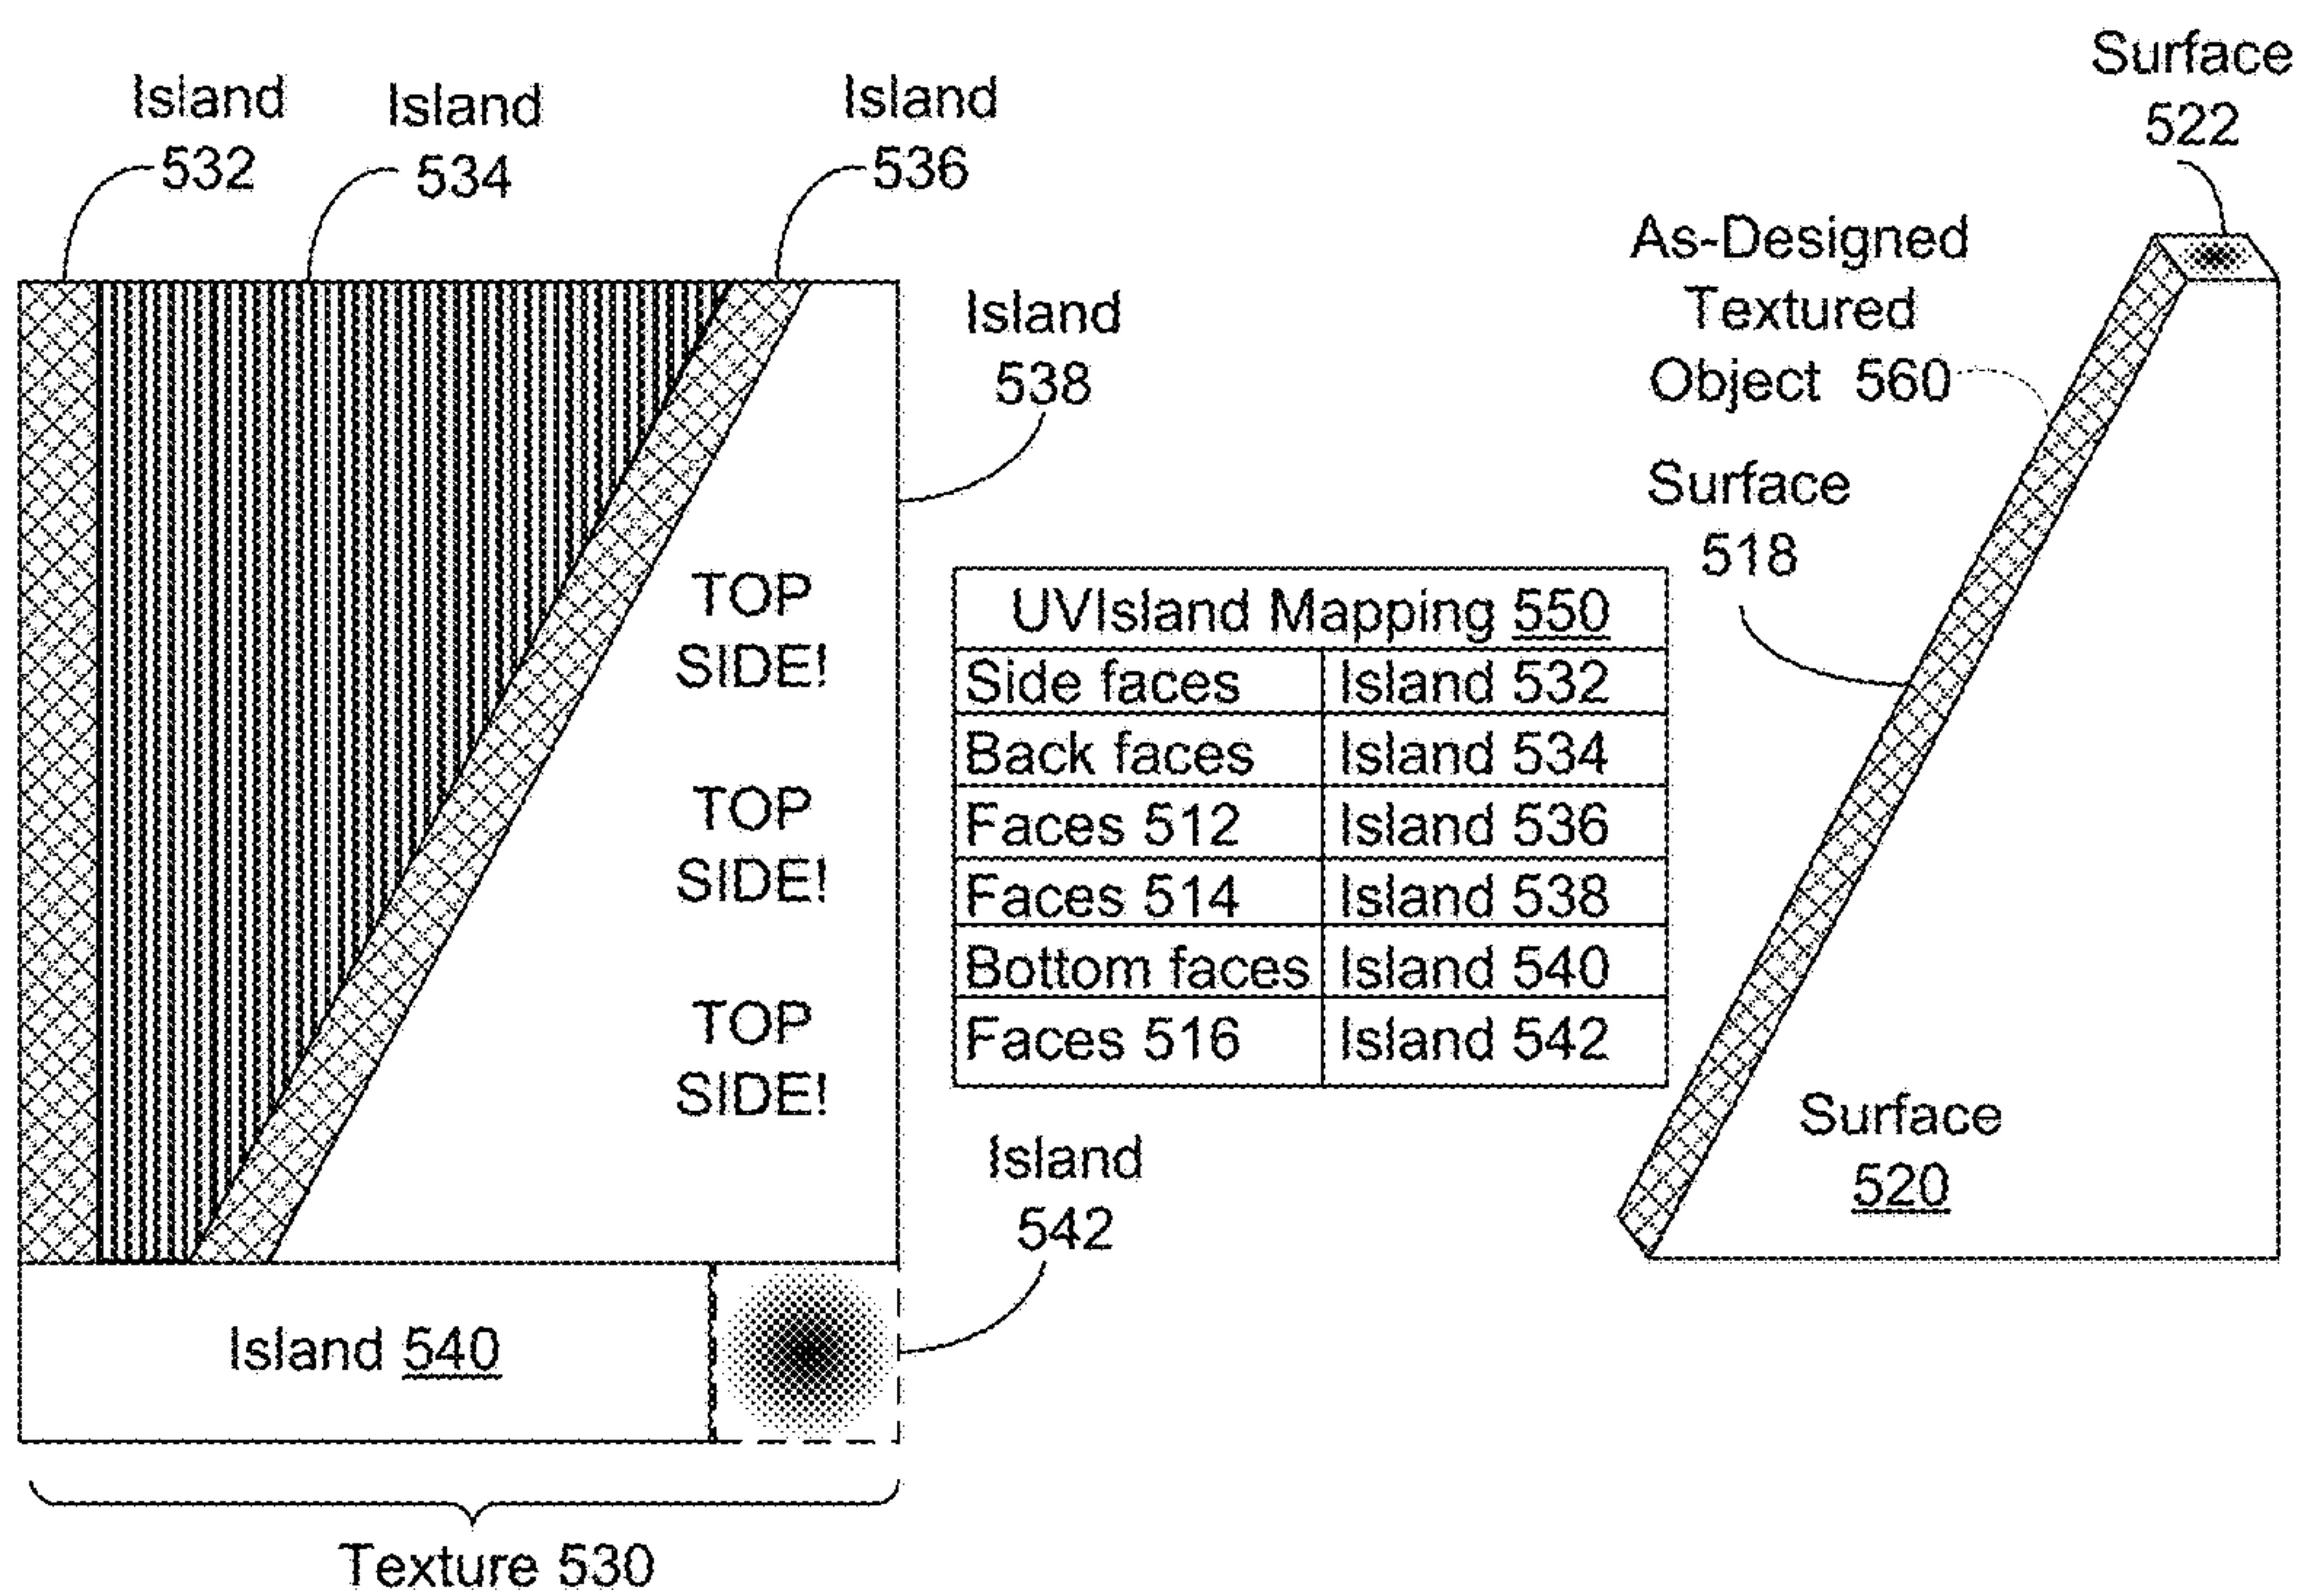 Island
532
Island
534
Island
536
Island
538
TOP
SIDE!
TOP
SIDE!
TOP
SIDE!
Island 540
Island
542
Texture 530
UVIsland Mapping 550
Side faces Island 532
Back faces Island 534
Faces 512 Island 536
Faces 514 Island 538
Bottom faces Island 540
Faces 516 Island 542
Surface
522
As-Designed
Textured
Object 560
Surface
518
Surface
520